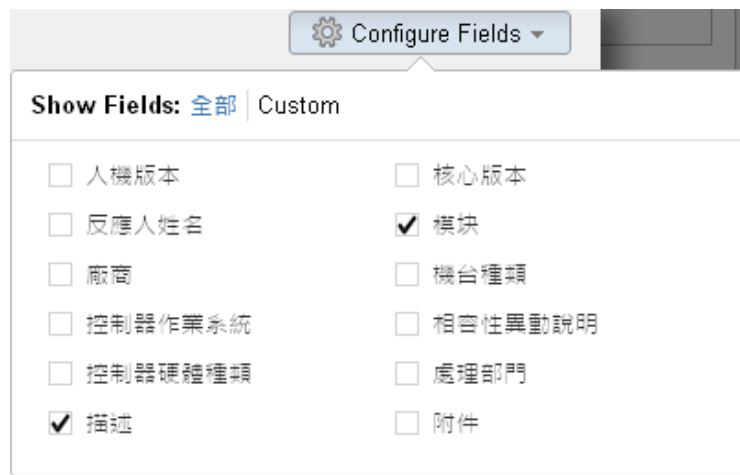 Configure Fields
Show Fields: 全部 Custom
人機版本 核心版本
反應人姓名 模块
廠商 機台種類
控制器作業系統 相容性異動說明
控制器硬體種類 處理部門
描述 附件